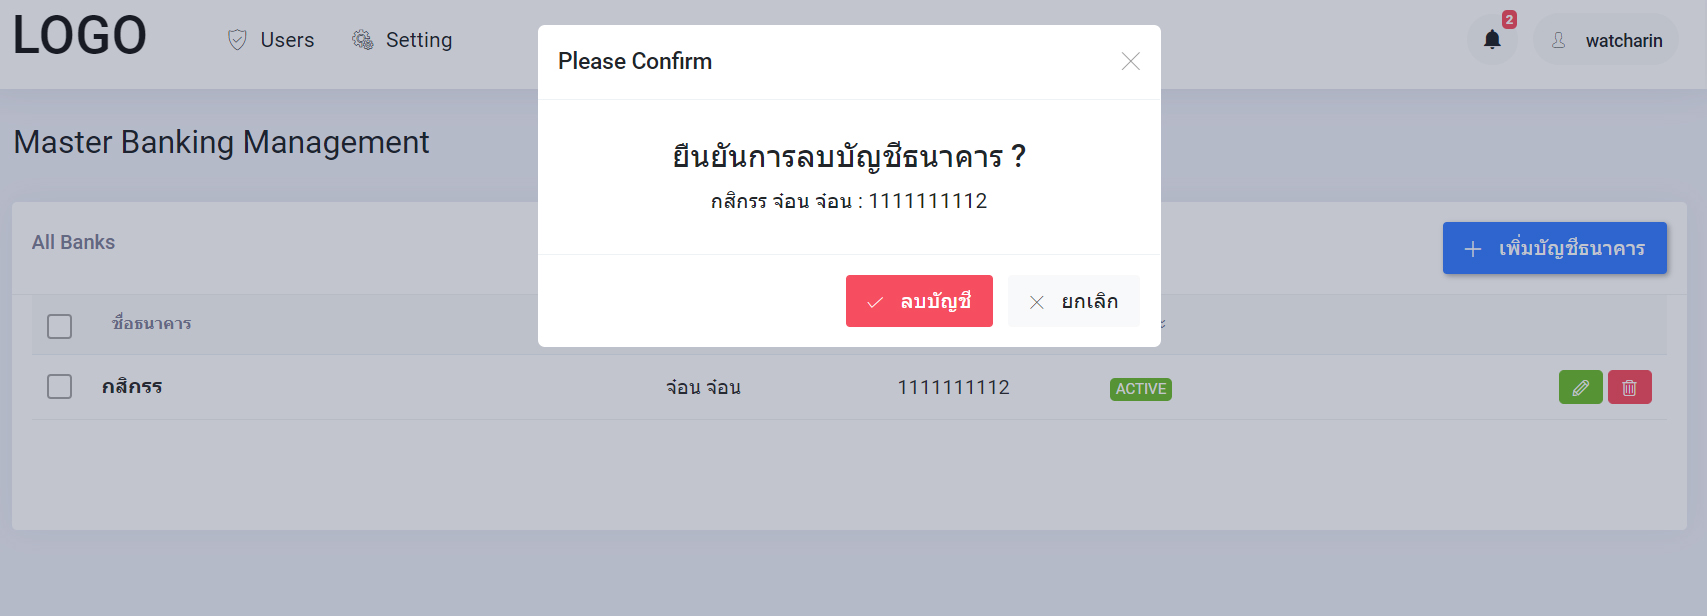 LOGO
Users
Setting
2
watcharin
Please Confirm
ยืนยันการลบบัญชีธนาคาร ?
กสิกรร จ๋อน จ๋อน : 1111111112
ลบบัญชี
ยกเลิก
Master Banking Management
All Banks
เพิ่มบัญชีธนาคาร
ชื่อธนาคาร
กสิกรร
จ๋อน จ๋อน
1111111112
ACTIVE